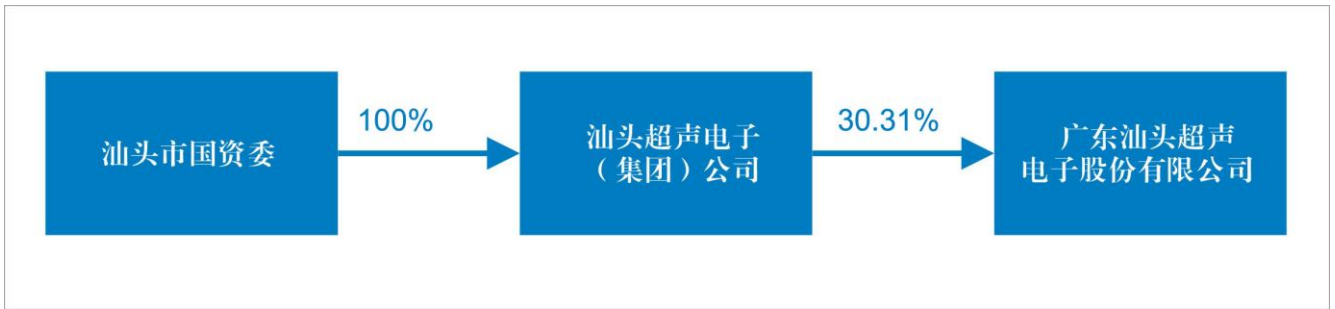 汕头市国资委
100%
汕头超声电子
（集团）公司
30.31%
广东汕头超声
电子股份有限公司